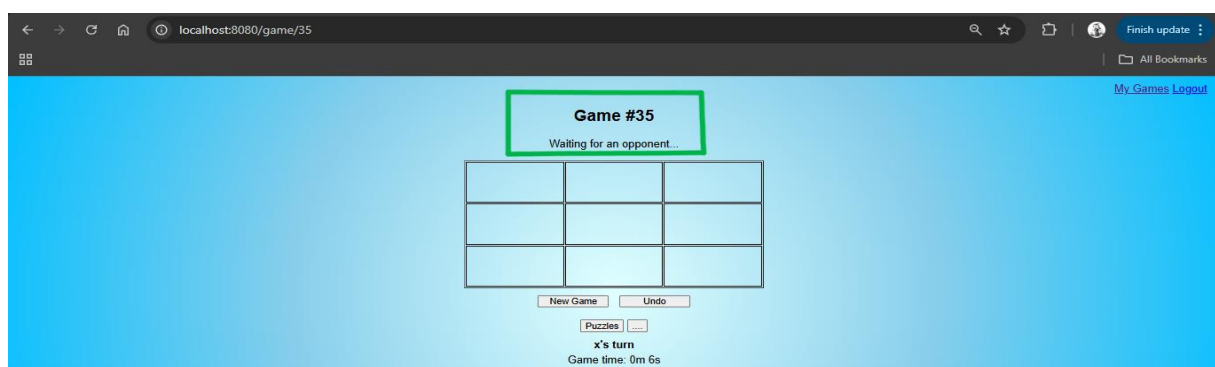 localhost:8080/game/35
Finish update
All Bookmarks
My Games Logout
Game #35
Waiting for an opponent...
New Game Undo
Puzzles ....
x's turn
Game time: 0m 6s